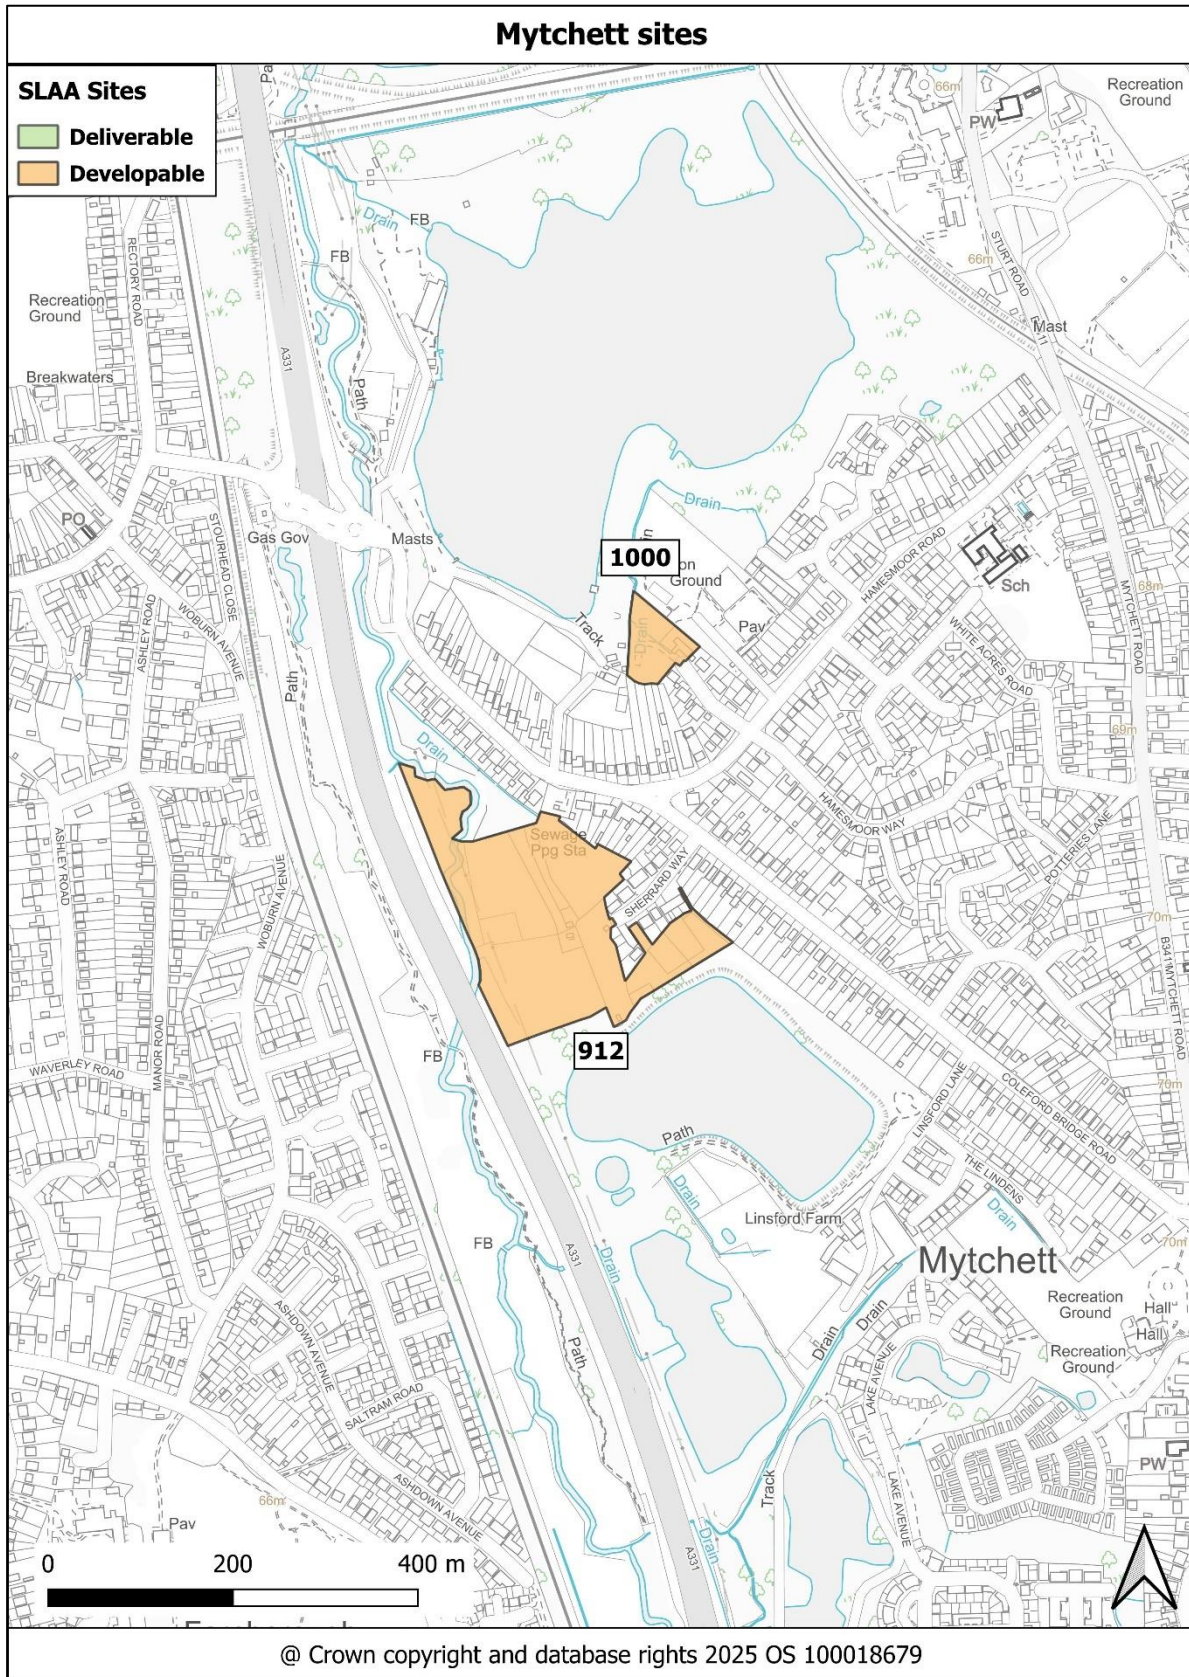 Mytchett sites
SLAA Sites
Deliverable
Developable
Pa
66m
PW
Recreation
Ground
Drain
FB
FB
RECTORY ROAD
STURT ROAD
66m
Recreation
Ground
A331
Mast
B3411
Breakwaters
Path
Drain
PO
Gas Gov
Masts
STOURHEAD CLOSE
HAMESMOOR ROAD
Sch
1000
Ground
MYTCHETT ROAD
68m
WOBURN AVENUE
ASHLEY ROAD
Track
Drain
Pav
WHITE ACRES ROAD
Path
69m
Drain
HAMESMOOR WAY
Sewage
Ppg Sta
POTTERIES LANE
ASHLEY ROAD
WOBURN AVENUE
SHERRARD WAY
70m
B3411
MYTCHETT ROAD
912
MANOR ROAD
WAVERLEY ROAD
FB
COLEFORD BRIDGE ROAD
70m
LINSFORD LANE
Path
THE LINDENS
Drain
Drain
Linsford Farm
FB
A331
Drain
70m
Mytchett
ASHDOWN AVENUE
Recreation
Ground
Hall
Hall
Drain
Drain
Path
Recreation
Ground
SALTRAM ROAD
LAKE AVENUE
ASHDOWN AVENUE
PW
Track
LAKE AVENUE
66m
Pav
Drain
A331
0 200 400 m
@ Crown copyright and database rights 2025 OS 100018679